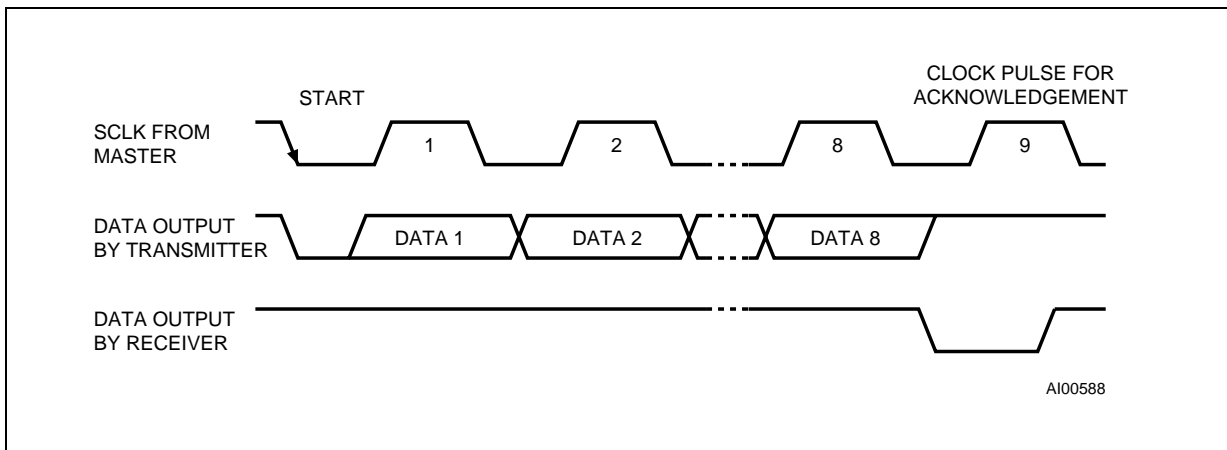 START
CLOCK PULSE FOR
ACKNOWLEDGEMENT
SCLK FROM
MASTER
1
2
8
9
DATA OUTPUT
BY TRANSMITTER
DATA 1
DATA 2
DATA 8
DATA OUTPUT
BY RECEIVER
AI00588